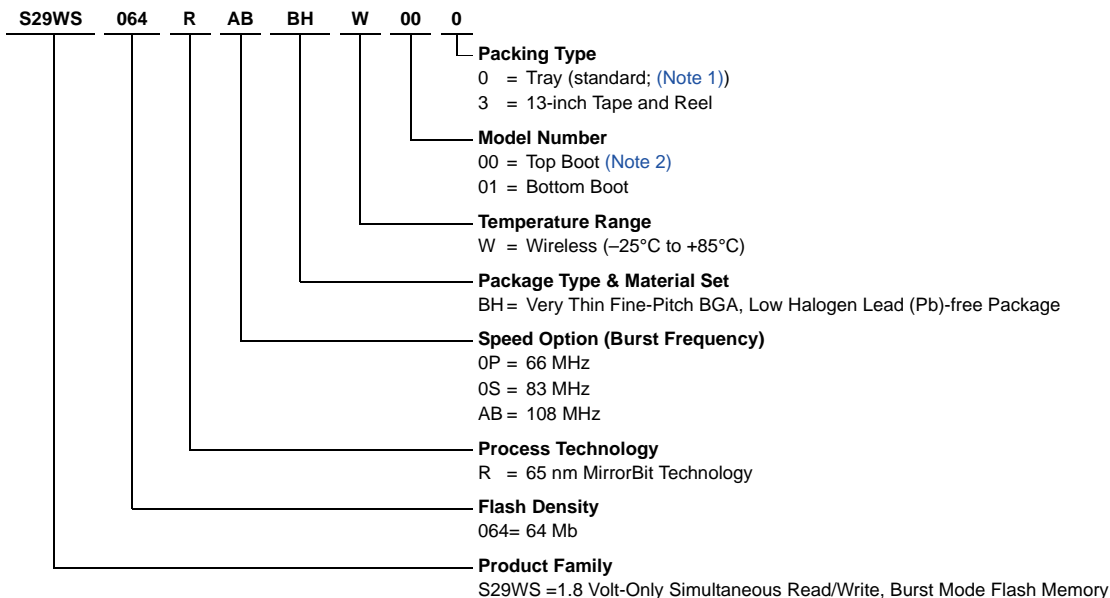 S29WS 064 R AB BH W 00 0
Packing Type
0 = Tray (standard; (Note 1))
3 = 13-inch Tape and Reel
Model Number
00 = Top Boot (Note 2)
01 = Bottom Boot
Temperature Range
W = Wireless (–25°C to +85°C)
Package Type & Material Set
BH = Very Thin Fine-Pitch BGA, Low Halogen Lead (Pb)-free Package
Speed Option (Burst Frequency)
0P = 66 MHz
0S = 83 MHz
AB = 108 MHz
Process Technology
R = 65 nm MirrorBit Technology
Flash Density
064= 64 Mb
Product Family
S29WS =1.8 Volt-Only Simultaneous Read/Write, Burst Mode Flash Memory